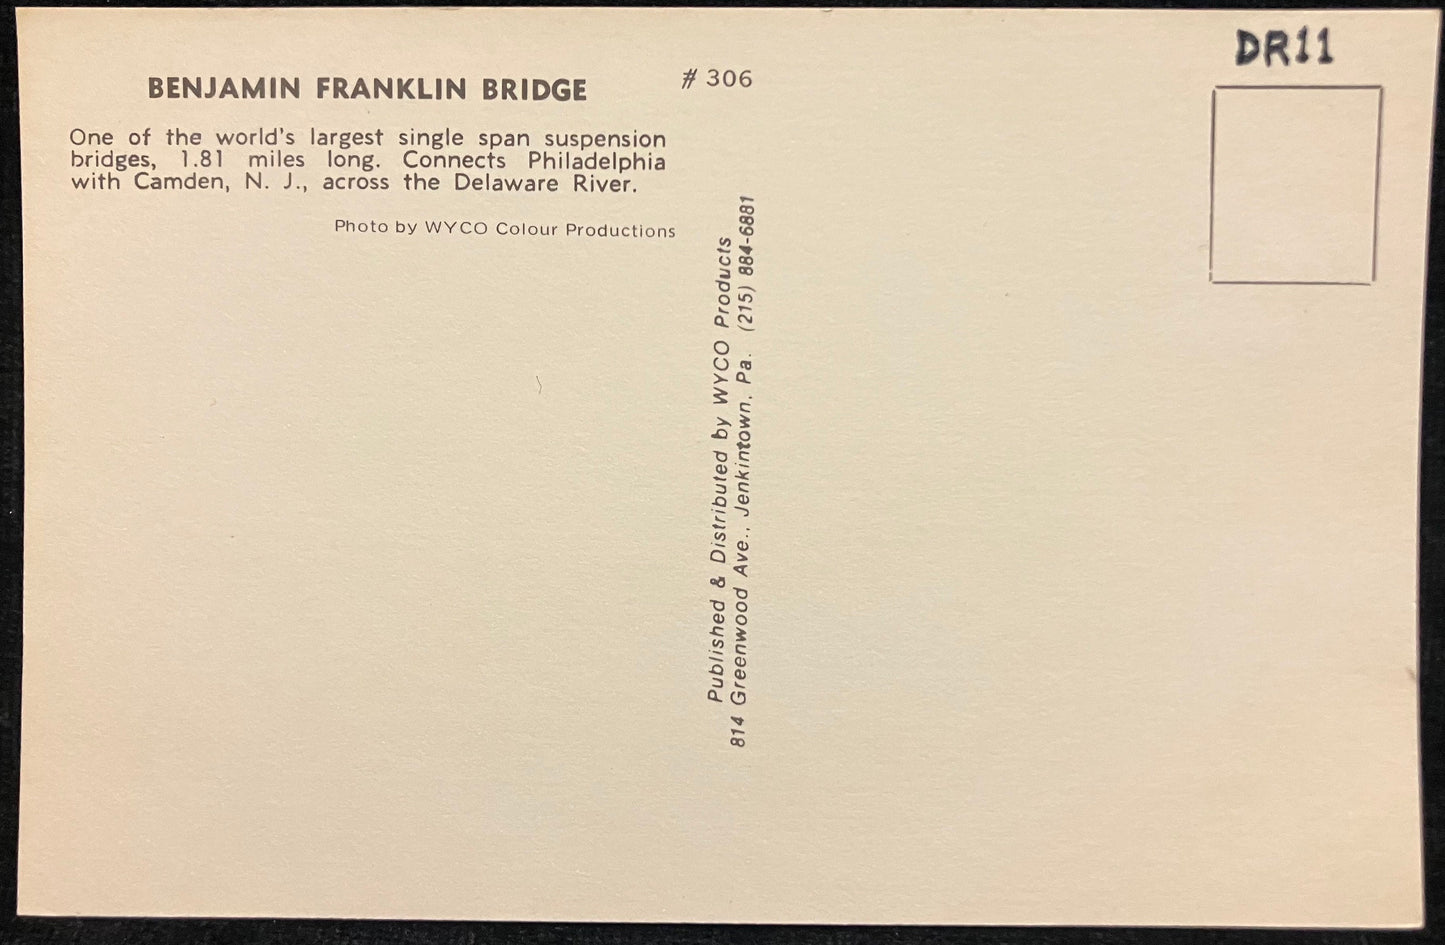 BENJAMIN FRANKLIN BRIDGE
# 306
DR11
One of the world's largest single span suspension
bridges, 1.81 miles long. Connects Philadelphia
with Camden, N. J., across the Delaware River.
Photo by WYCO Colour Productions
Published & Distributed by WYCO Products
814 Greenwood Ave., Jenkintown, Pa. (215) 884-6881